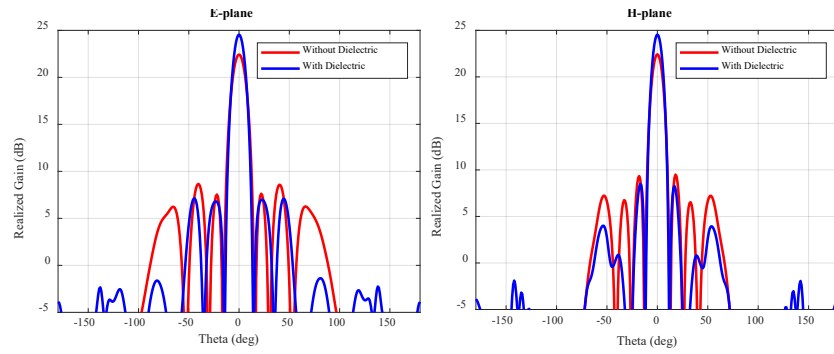 E-plane
25
20
15
10
5
0
-5
Realized Gain (dB)
Without Dielectric
With Dielectric
-150 -100 -50 0 50 100 150
Theta (deg)
H-plane
25
20
15
10
5
0
-5
Realized Gain (dB)
Without Dielectric
With Dielectric
-150 -100 -50 0 50 100 150
Theta (deg)